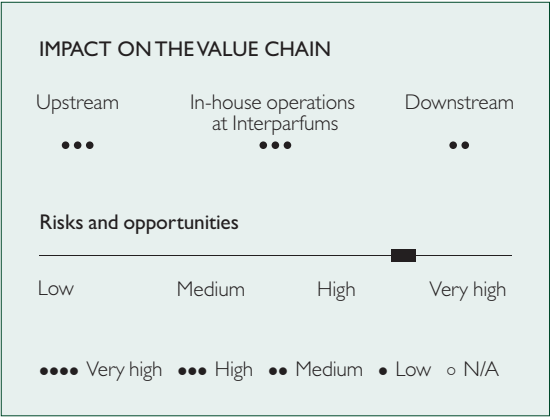 IMPACT ON THE VALUE CHAIN
Upstream In-house operations at Interparfums Downstream
●●● ●●● ●●
Risks and opportunities
Low Medium High Very high
●●●● Very high ●●● High ●● Medium ● Low ○ N/A